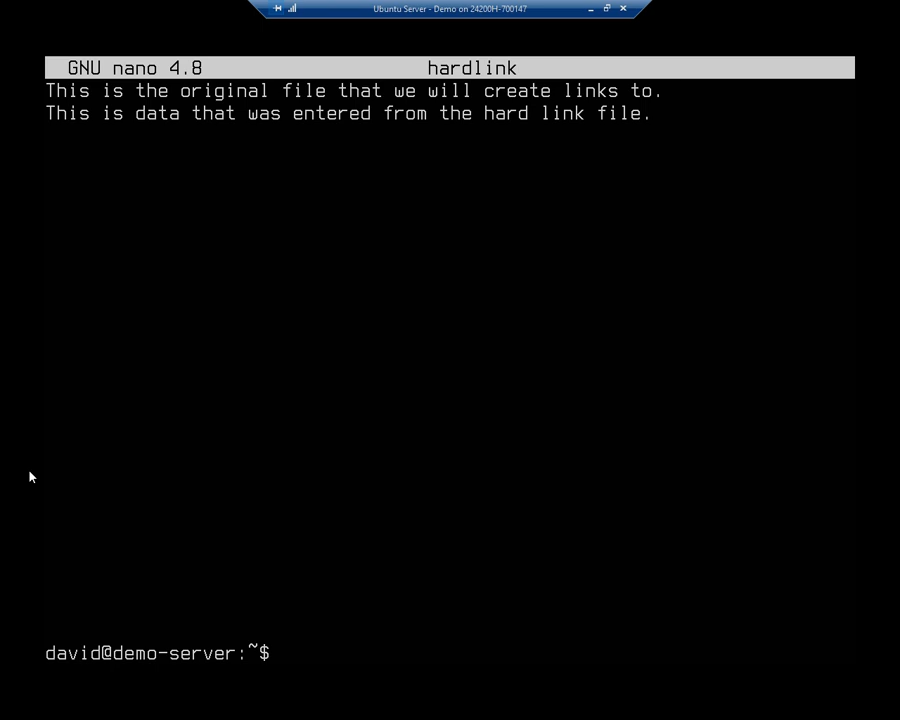 Ubuntu Server - Demo on 24200H-700147
GNU nano 4.8 hardlink
This is the original file that we will create links to.
This is data that was entered from the hard link file.
david@demo-server:~$